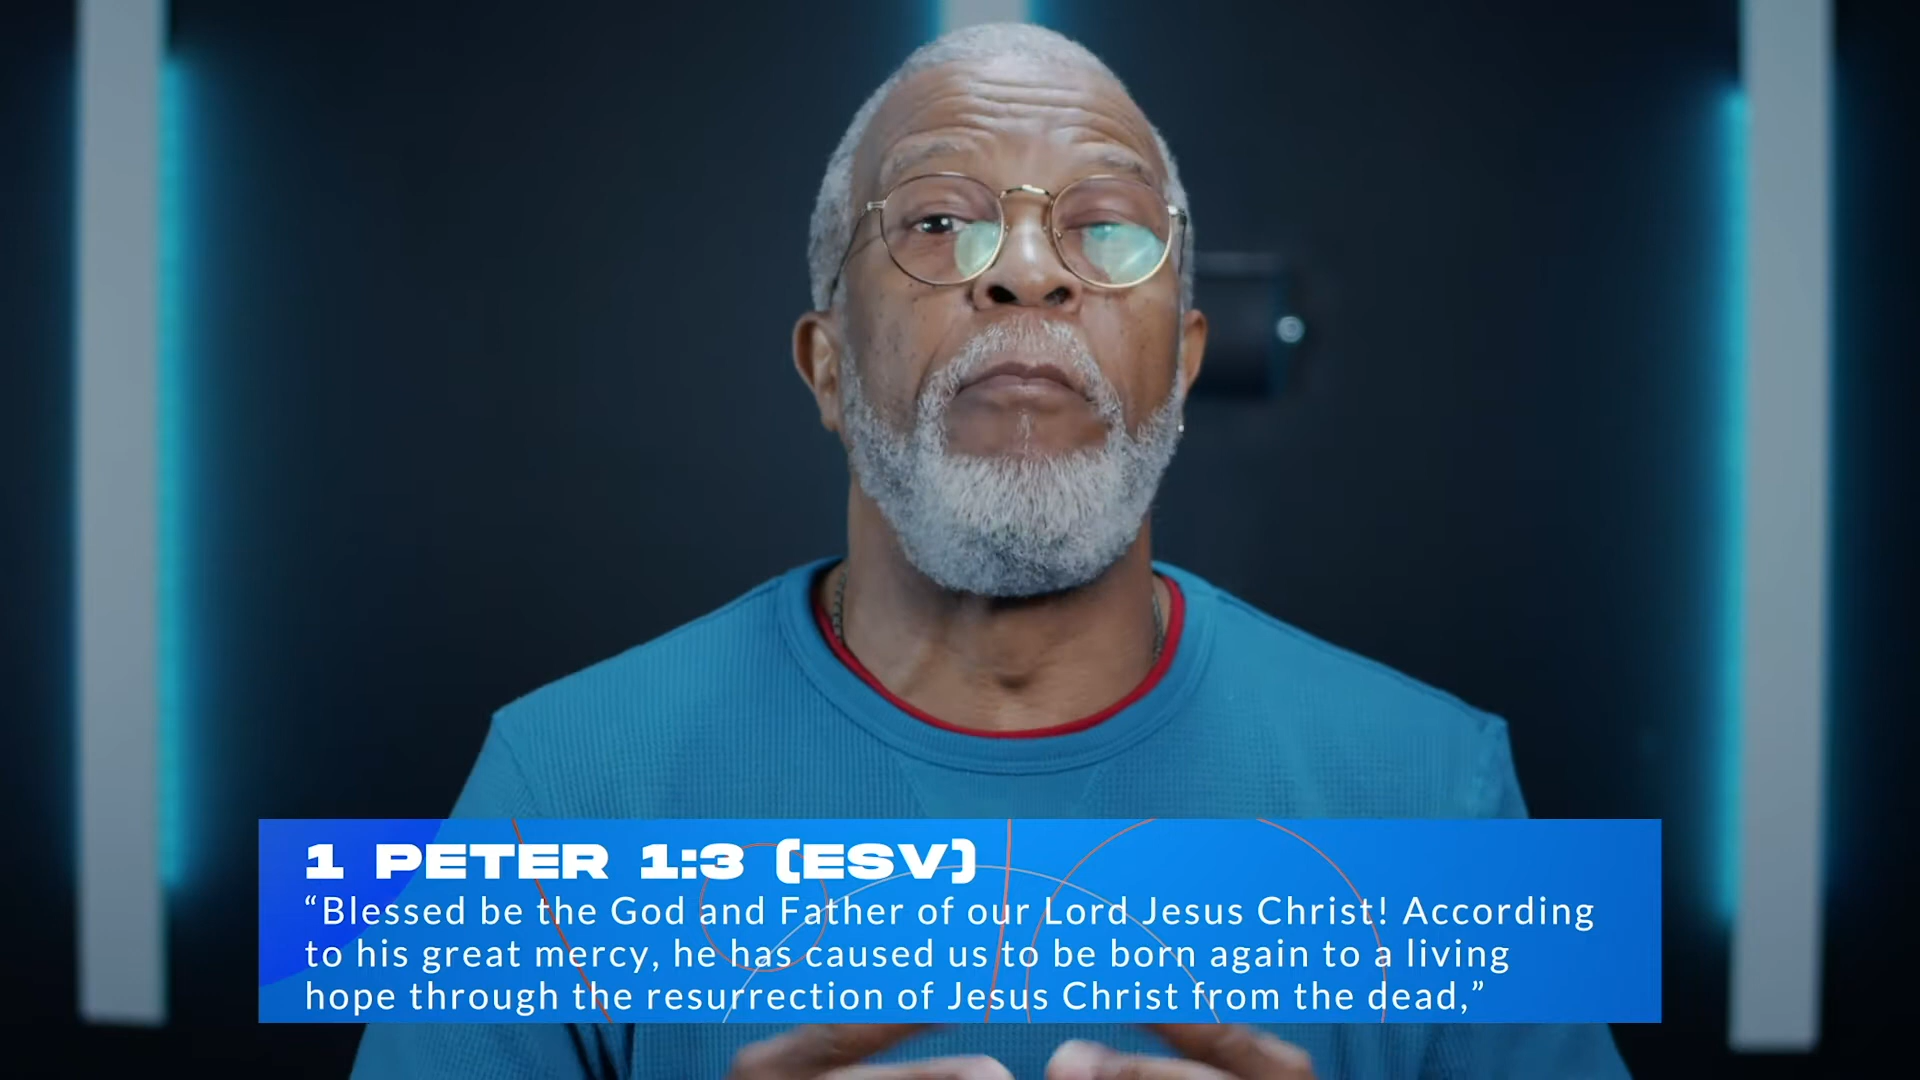 1 PETER 1:3 (ESV)
“Blessed be the God and Father of our Lord Jesus Christ! According
to his great mercy, he has caused us to be born again to a living
hope through the resurrection of Jesus Christ from the dead,”